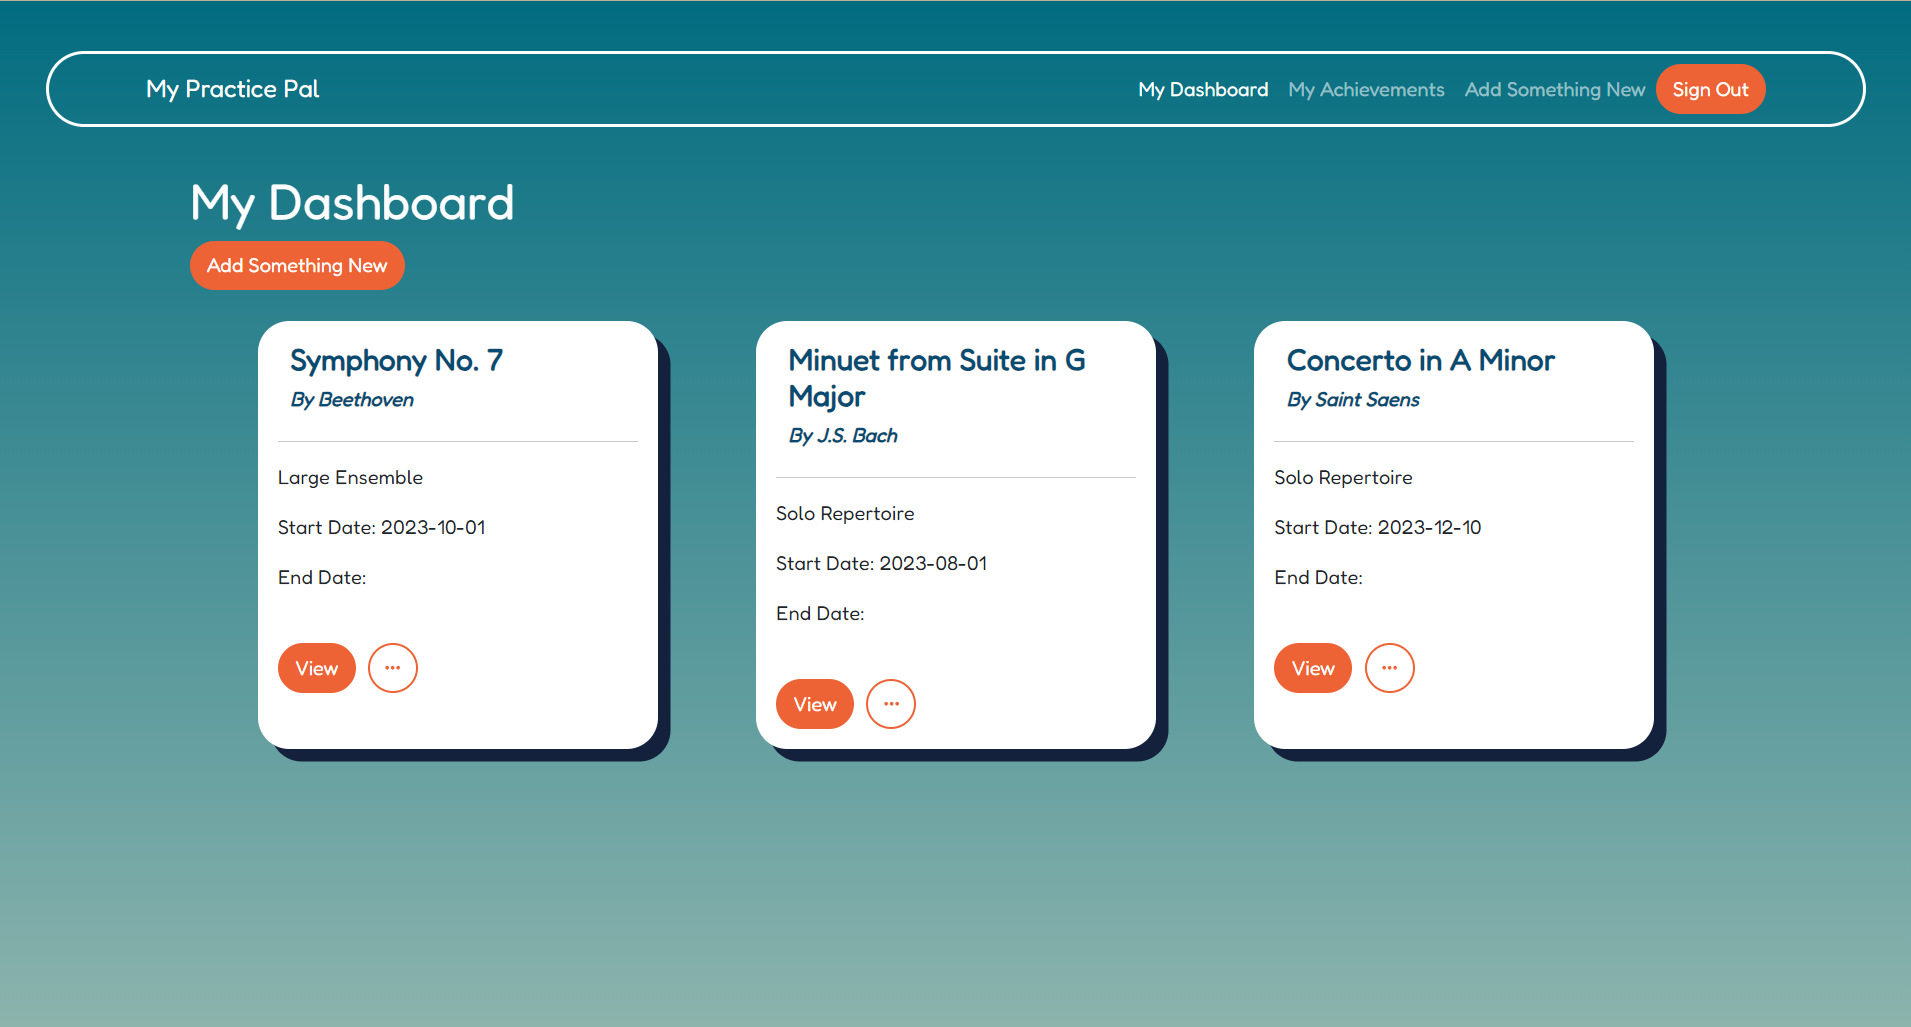 My Practice Pal
My Dashboard My Achievements Add Something New Sign Out
My Dashboard
Add Something New
Symphony No. 7
By Beethoven
Large Ensemble
Start Date: 2023-10-01
End Date:
View ...
Minuet from Suite in G
Major
By J.S. Bach
Solo Repertoire
Start Date: 2023-08-01
End Date:
View ...
Concerto in A Minor
By Saint Saens
Solo Repertoire
Start Date: 2023-12-10
End Date:
View ...